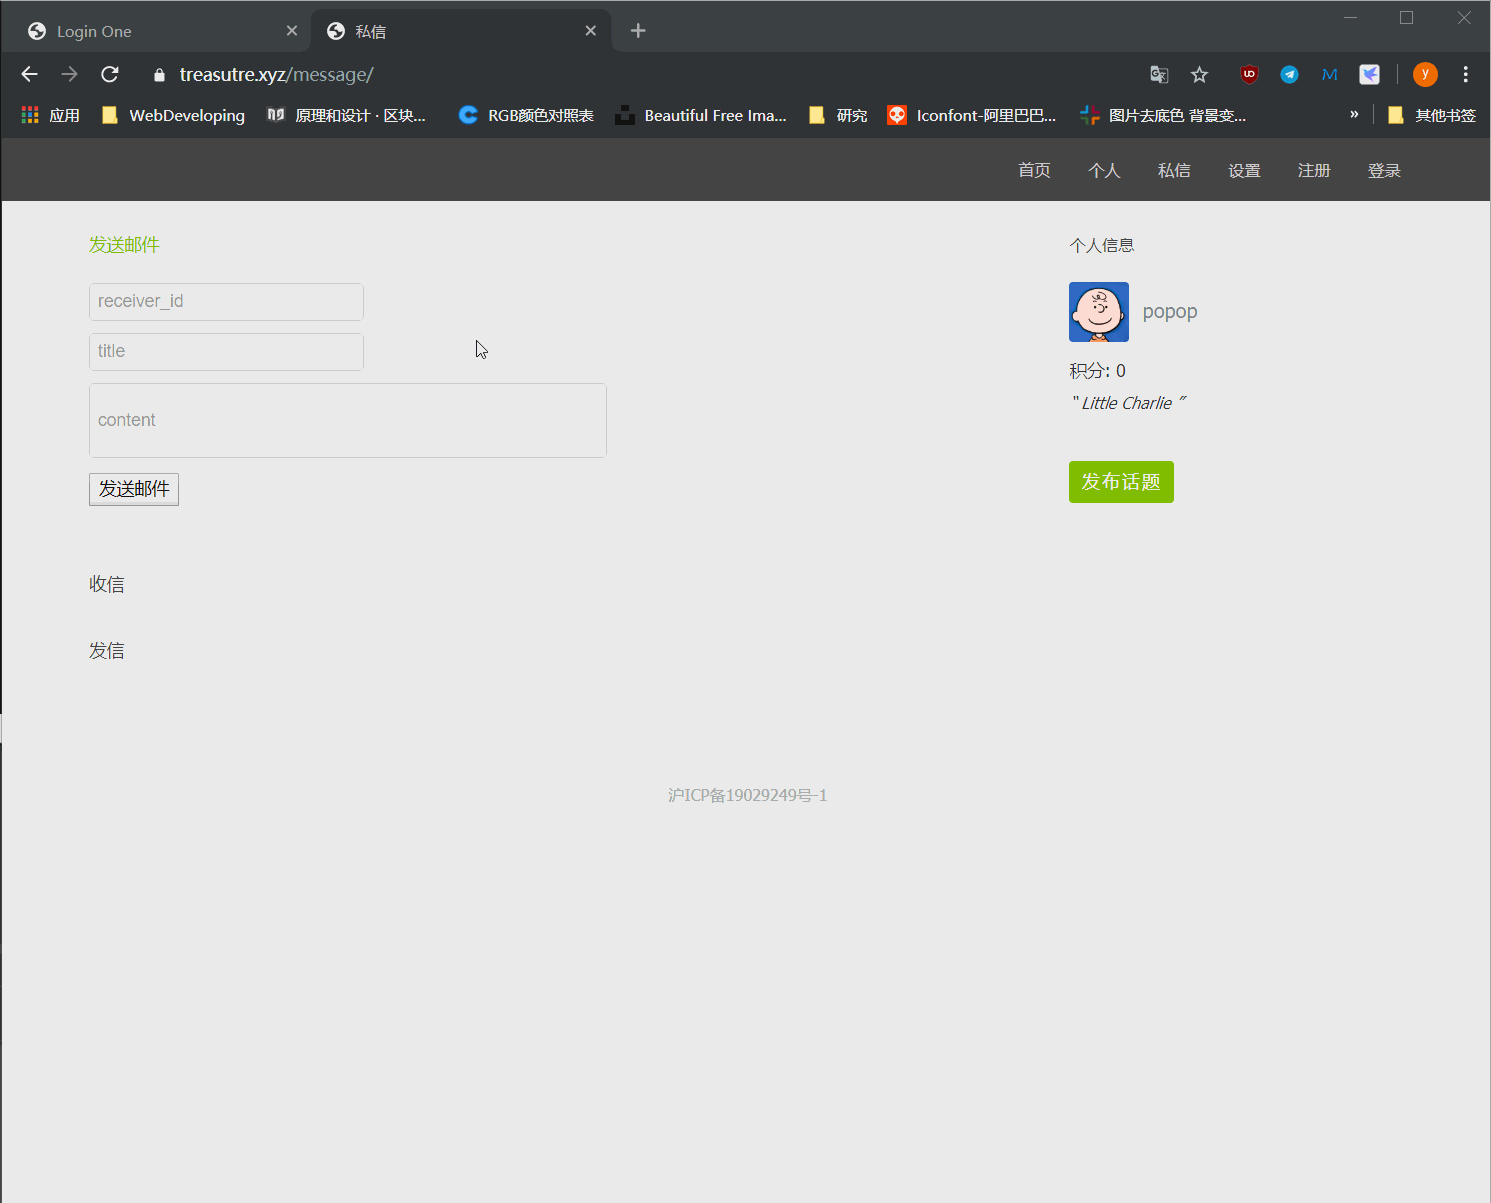 Login One
私信
treasutre.xyz/message/
应用
WebDeveloping
原理和设计 · 区块...
RGB颜色对照表
Beautiful Free Ima...
研究
Iconfont-阿里巴巴...
图片去底色 背景变...
»
其他书签
首页
个人
私信
设置
注册
登录
发送邮件
receiver_id
title
content
发送邮件
收信
发信
个人信息
popop
积分: 0
“ Little Charlie ”
发布话题
沪ICP备19029249号-1